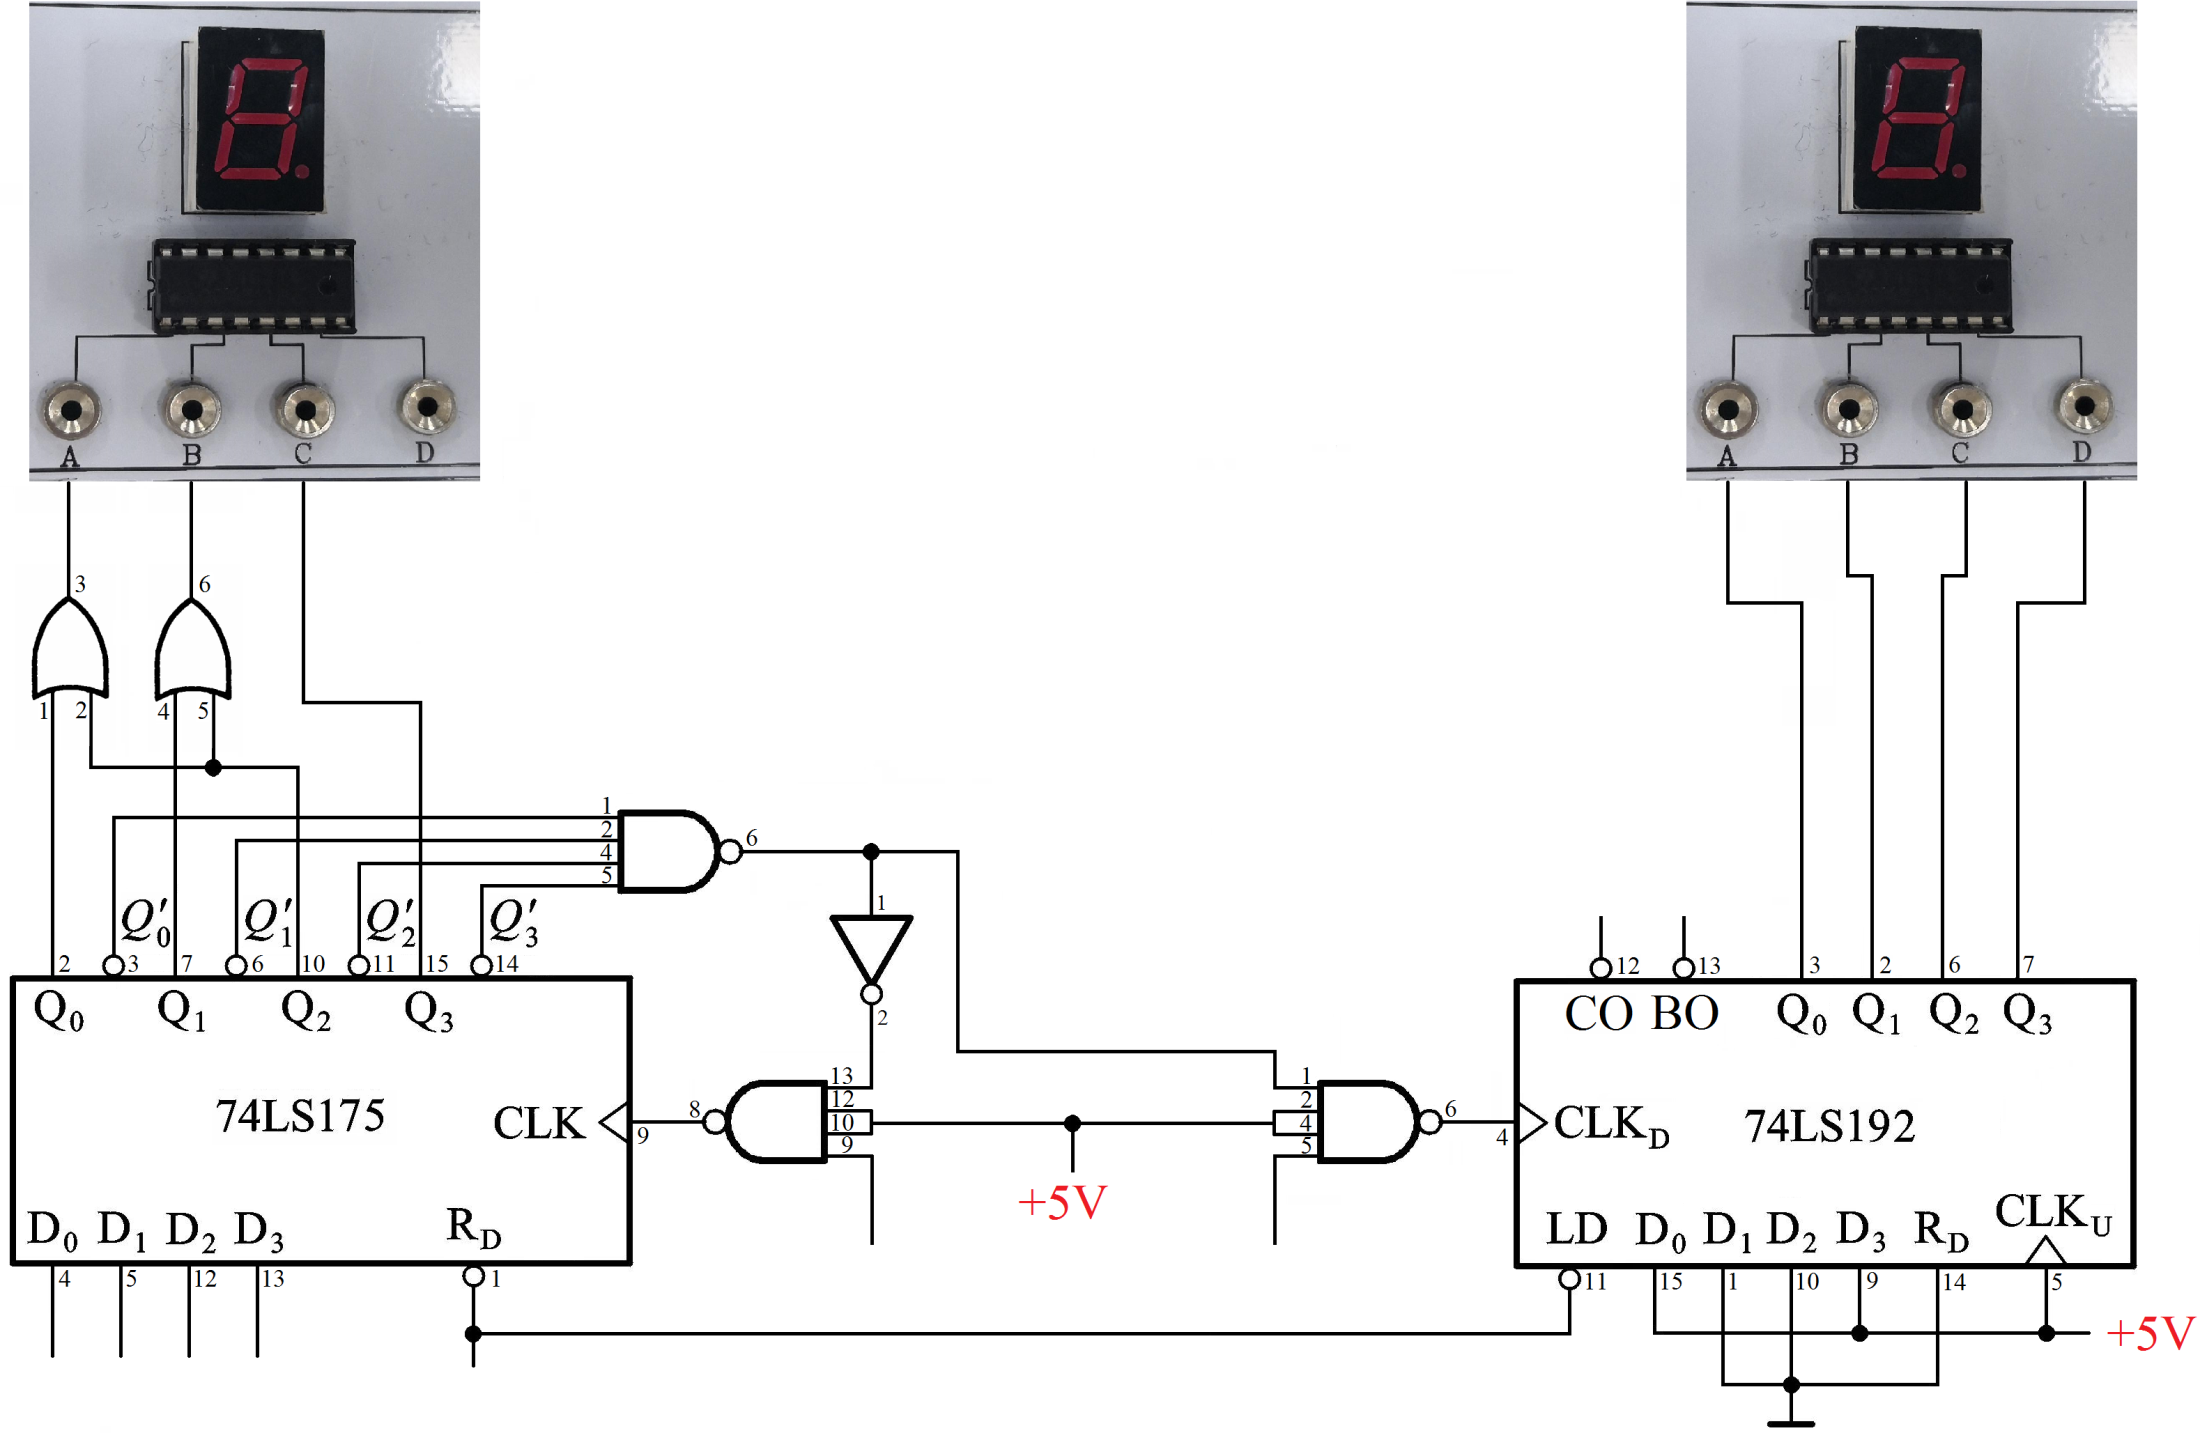 A B C D
A B C D
3 6
1 2 4 5
1
2
4
5
6
Q′0 Q′1 Q′2 Q′3
1
2 3 7 6 10 11 15 14
12 13 3 2 6 7
Q0 Q1 Q2 Q3
CO BO Q0 Q1 Q2 Q3
2
13
12
10
9
8
1
2
4
5
6
74LS175 CLK
9
4
CLKD 74LS192
+5V
D0 D1 D2 D3 RD
LD D0 D1 D2 D3 RD CLKU
4 5 12 13 1
11 15 1 10 9 14 5
+5V